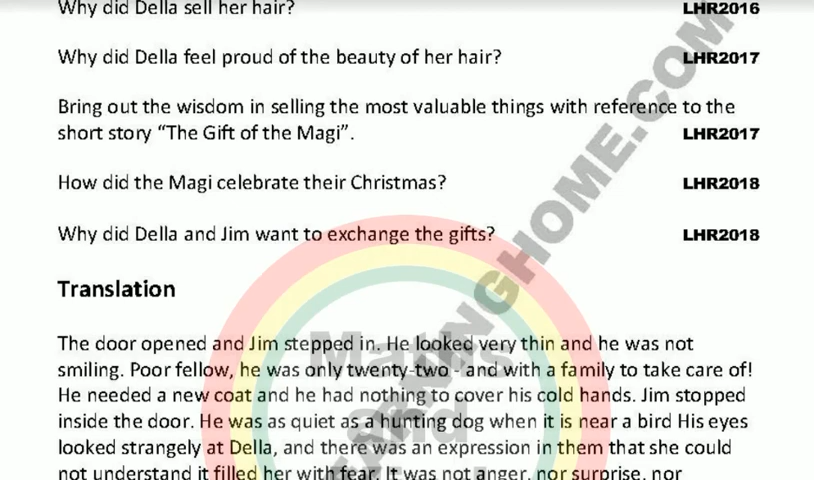 Why did Della sell her hair? LHR2016
Why did Della feel proud of the beauty of her hair? LHR2017
Bring out the wisdom in selling the most valuable things with reference to the
short story “The Gift of the Magi”. LHR2017
How did the Magi celebrate their Christmas? LHR2018
Why did Della and Jim want to exchange the gifts? LHR2018
Translation
The door opened and Jim stepped in. He looked very thin and he was not
smiling. Poor fellow, he was only twenty-two - and with a family to take care of!
He needed a new coat and he had nothing to cover his cold hands. Jim stopped
inside the door. He was as quiet as a hunting dog when it is near a bird His eyes
looked strangely at Della, and there was an expression in them that she could
not understand it filled her with fear. It was not anger, nor surprise, nor
EARNINGHOME.COM
Maths